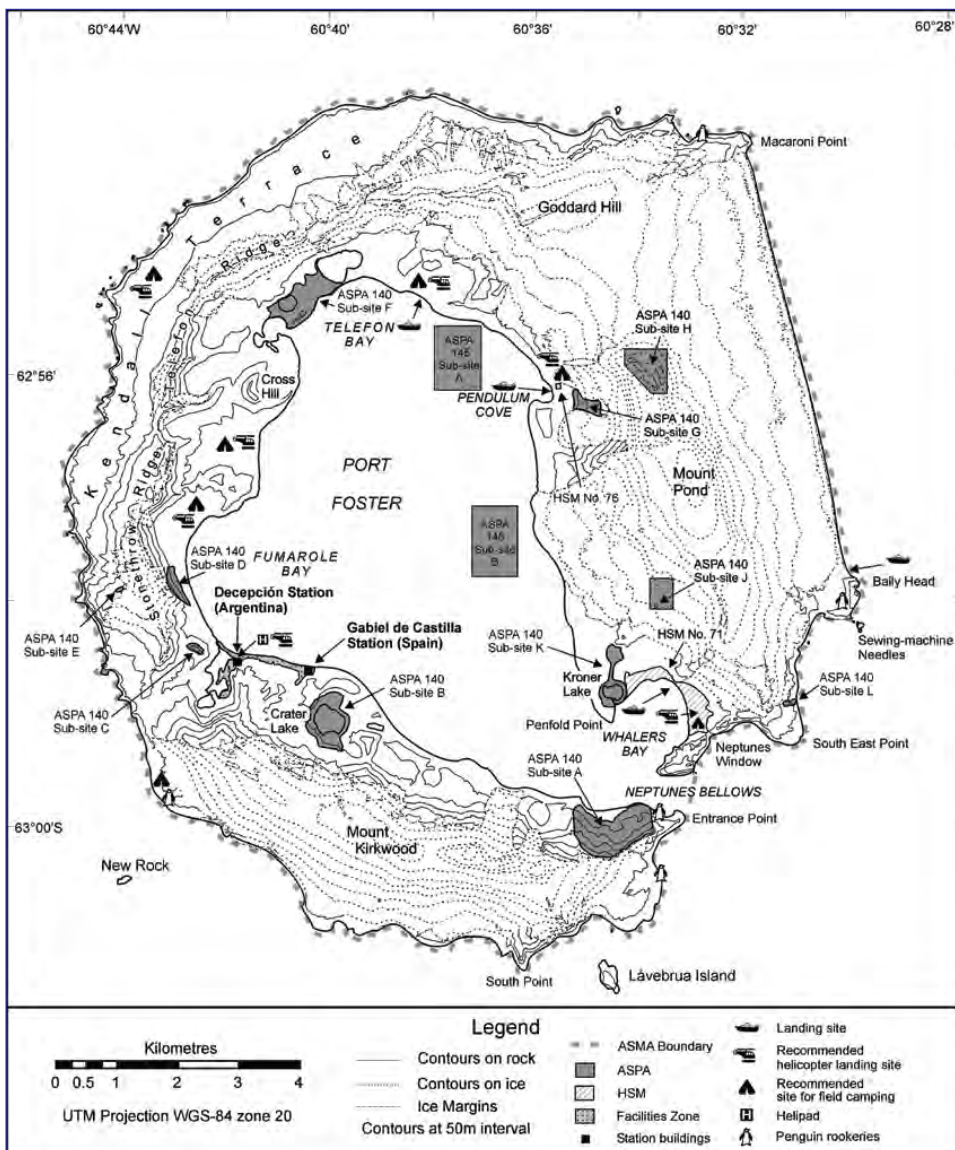 60°44'W
60°40'
60°36'
60°32'
60°28'
Macaroni Point
Kendall Terrace
Goddard Hill
Telefon Ridge
ASPA 140
Sub-site F
TELEFON
BAY
ASPA
145
Sub-site
A
ASPA 140
Sub-site H
62°56'
Cross
Hill
PENDULUM
COVE
ASPA 140
Sub-site G
PORT
FOSTER
Mount
Pond
HSM No. 76
Stonethrow Ridge
ASPA
145
Sub-site
B
FUMAROLE
BAY
ASPA 140
Sub-site D
ASPA 140
Sub-site J
Baily Head
Decepción Station
(Argentina)
H
Gabiel de Castilla
Station (Spain)
ASPA 140
Sub-site E
ASPA 140
Sub-site K
HSM No. 71
Sewing-machine
Needles
Kroner
Lake
ASPA 140
Sub-site B
ASPA 140
Sub-site L
ASPA 140
Sub-site C
Crater
Lake
Penfold Point
WHALERS
BAY
Neptunes
Window
South East Point
ASPA 140
Sub-site A
NEPTUNES BELLOWS
Entrance Point
63°00'S
Mount
Kirkwood
New Rock
South Point
Låvebrua Island
Legend
Kilometres
0 0.5 1 2 3 4
UTM Projection WGS-84 zone 20
Contours on rock
Contours on ice
Ice Margins
Contours at 50m interval
ASMA Boundary
ASPA
HSM
Facilities Zone
Station buildings
Landing site
Recommended
helicopter landing site
Recommended
site for field camping
H Helipad
Penguin rookeries